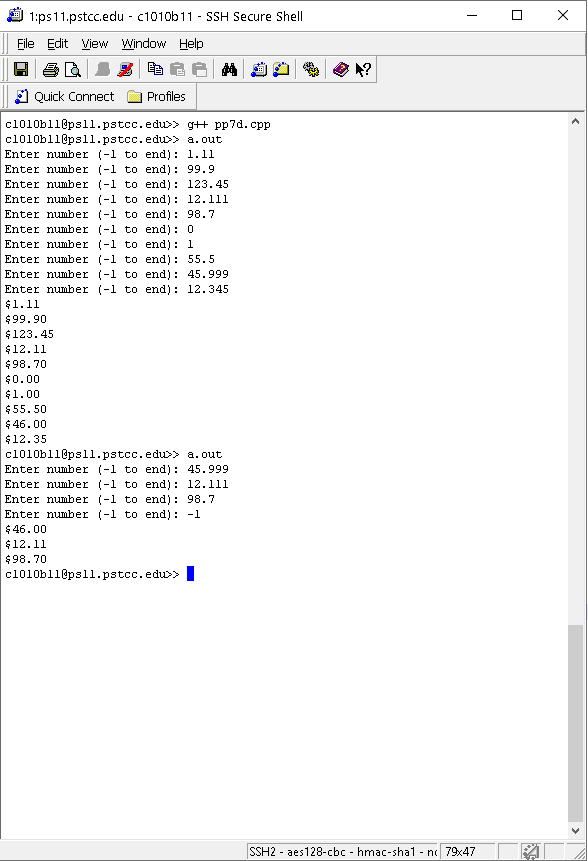 1:ps11.pstcc.edu - c1010b11 - SSH Secure Shell
File Edit View Window Help
Quick Connect Profiles
c1010b11@ps11.pstcc.edu>> g++ pp7d.cpp
c1010b11@ps11.pstcc.edu>> a.out
Enter number (-1 to end): 1.11
Enter number (-1 to end): 99.9
Enter number (-1 to end): 123.45
Enter number (-1 to end): 12.111
Enter number (-1 to end): 98.7
Enter number (-1 to end): 0
Enter number (-1 to end): 1
Enter number (-1 to end): 55.5
Enter number (-1 to end): 45.999
Enter number (-1 to end): 12.345
$1.11
$99.90
$123.45
$12.11
$98.70
$0.00
$1.00
$55.50
$46.00
$12.35
c1010b11@ps11.pstcc.edu>> a.out
Enter number (-1 to end): 45.999
Enter number (-1 to end): 12.111
Enter number (-1 to end): 98.7
Enter number (-1 to end): -1
$46.00
$12.11
$98.70
c1010b11@ps11.pstcc.edu>>
SSH2 - aes128-cbc - hmac-sha1 - 79x47